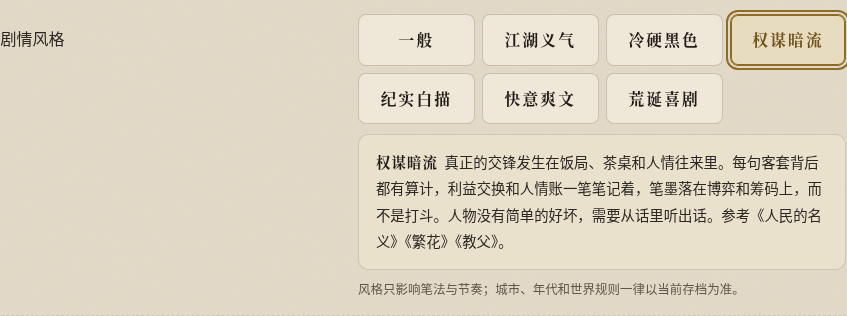 剧情风格
一般
江湖义气
冷硬黑色
权谋暗流
纪实白描
快意爽文
荒诞喜剧
权谋暗流 真正的交锋发生在饭局、茶桌和人情往来里。每句客套背后
都有算计，利益交换和人情账一笔笔记着，笔墨落在博弈和筹码上，而
不是打斗。人物没有简单的好坏，需要从话里听出话。参考《人民的名
义》《繁花》《教父》。
风格只影响笔法与节奏；城市、年代和世界规则一律以当前存档为准。